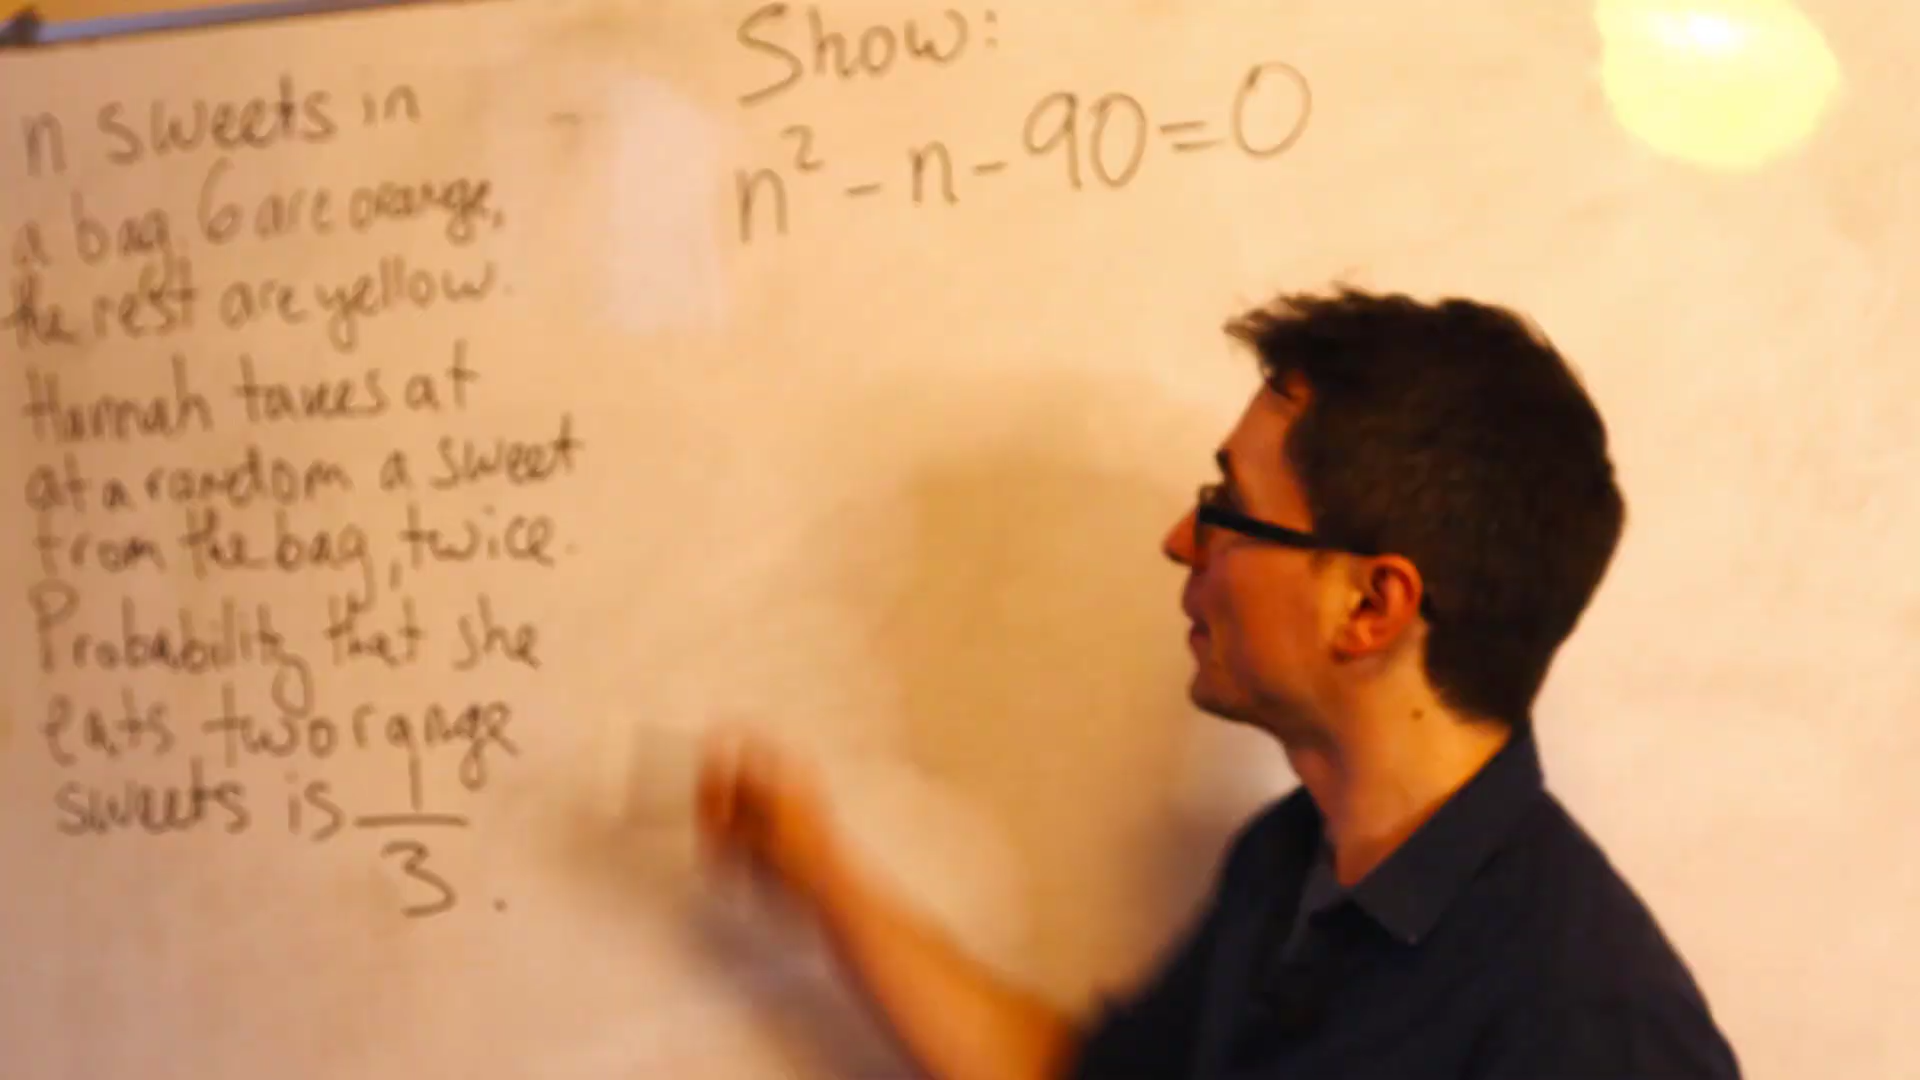 n sweets in
a bag, 6 are orange,
the rest are yellow.
Hannah takes at
at a random a sweet
from the bag, twice.
Probability that she
eats two orange
sweets is 1/3.
Show:
n² - n - 90 = 0